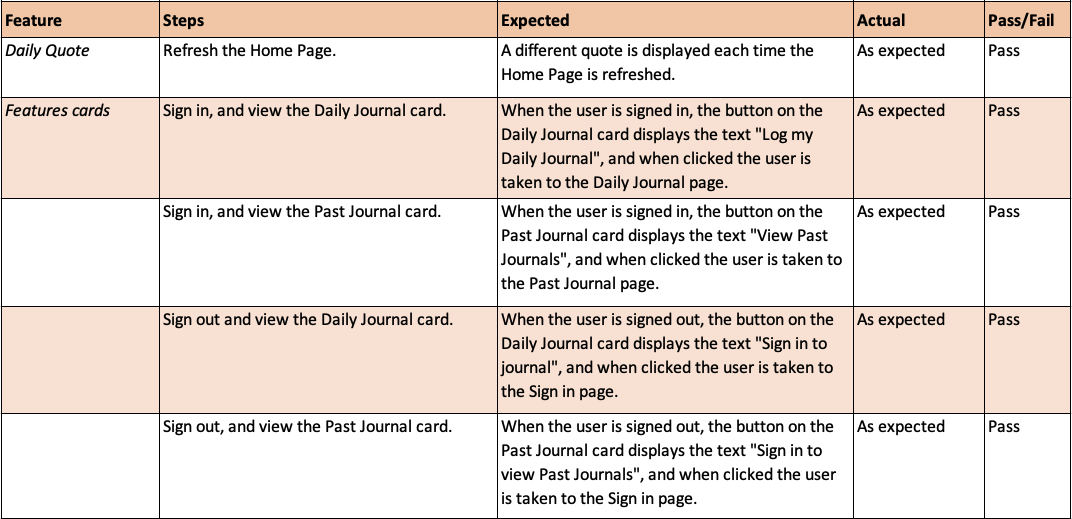 Feature Steps Expected Actual Pass/Fail
Daily Quote Refresh the Home Page. A different quote is displayed each time the As expected Pass
Home Page is refreshed.
Features cards Sign in, and view the Daily Journal card. When the user is signed in, the button on the As expected Pass
Daily Journal card displays the text "Log my
Daily Journal", and when clicked the user is
taken to the Daily Journal page.
Sign in, and view the Past Journal card. When the user is signed in, the button on the As expected Pass
Past Journal card displays the text "View Past
Journals", and when clicked the user is taken to
the Past Journal page.
Sign out and view the Daily Journal card. When the user is signed out, the button on the As expected Pass
Daily Journal card displays the text "Sign in to
journal", and when clicked the user is taken to
the Sign in page.
Sign out, and view the Past Journal card. When the user is signed out, the button on the As expected Pass
Past Journal card displays the text "Sign in to
view Past Journals", and when clicked the user
is taken to the Sign in page.